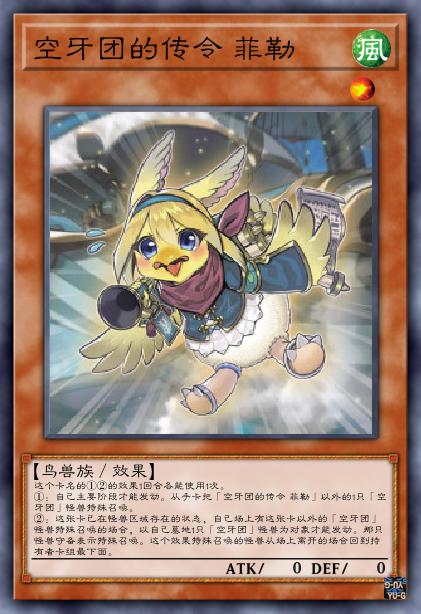 空牙团的传令 菲勒
風
【鸟兽族／效果】
这个卡名的①②的效果1回合各能使用1次。
①：自己主要阶段才能发动。从手卡把「空牙团的传令 菲勒」以外的1只「空
牙团」怪兽特殊召唤。
②：这张卡已在怪兽区域存在的状态，自己场上有这张卡以外的「空牙团」
怪兽特殊召唤的场合，以自己墓地1只「空牙团」怪兽为对象才能发动。那只
怪兽守备表示特殊召唤。这个效果特殊召唤的怪兽从场上离开的场合回到持
有者卡组最下面。
ATK/ 0 DEF/ 0